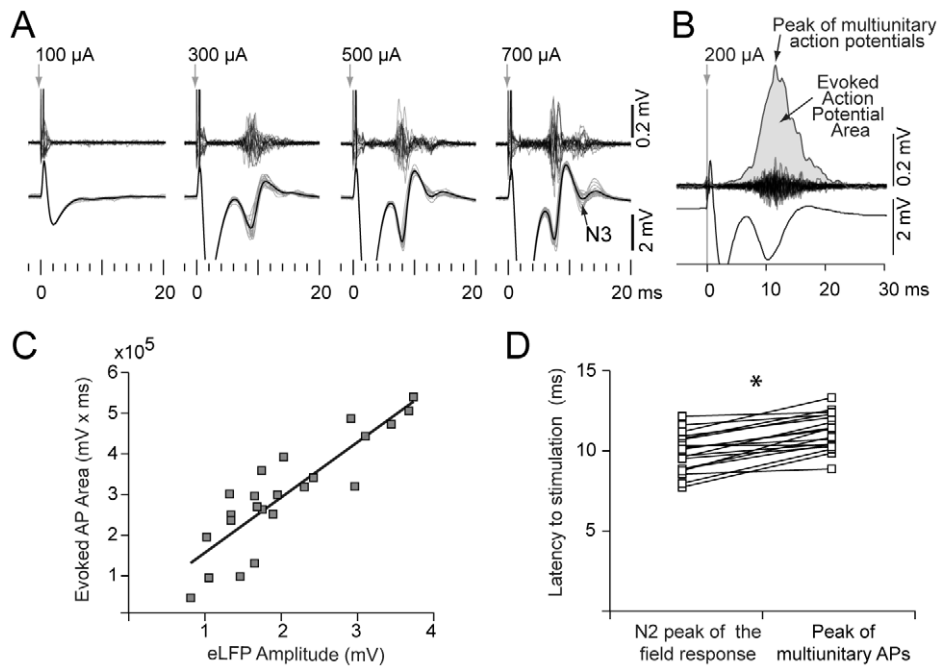 A
100 µA
300 µA
500 µA
700 µA
0.2 mV
2 mV
N3
0 20
0 20
0 20
0 20 ms
B
200 µA
Peak of multiunitary
action potentials
Evoked
Action
Potential
Area
0.2 mV
2 mV
0 10 20 30 ms
C
x10⁵
6
5
4
3
2
1
Evoked AP Area (mV x ms)
1 2 3 4
eLFP Amplitude (mV)
D
15
10
5
Latency to stimulation (ms)
*
N2 peak of the
field response
Peak of
multiunitary APs